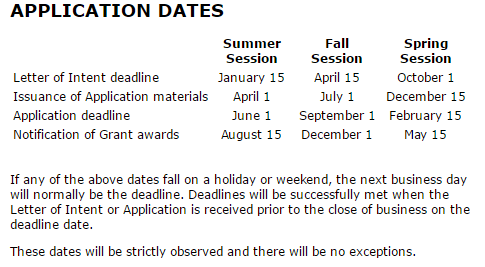 APPLICATION DATES
Summer Session Fall Session Spring Session
Letter of Intent deadline January 15 April 15 October 1
Issuance of Application materials April 1 July 1 December 15
Application deadline June 1 September 1 February 15
Notification of Grant awards August 15 December 1 May 15
If any of the above dates fall on a holiday or weekend, the next business day
will normally be the deadline. Deadlines will be successfully met when the
Letter of Intent or Application is received prior to the close of business on the
deadline date.
These dates will be strictly observed and there will be no exceptions.